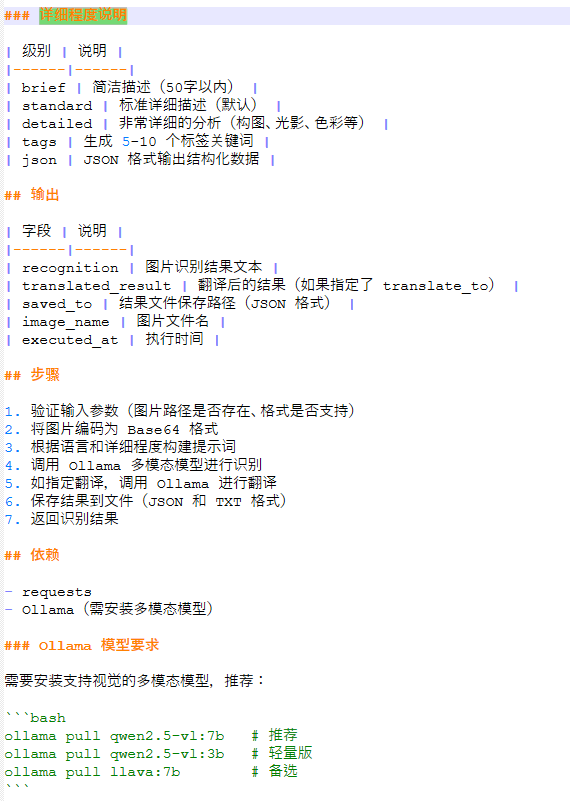 ### 详细程度说明
| 级别 | 说明 |
|------|------|
| brief | 简洁描述（50字以内） |
| standard | 标准详细描述（默认） |
| detailed | 非常详细的分析（构图、光影、色彩等） |
| tags | 生成 5-10 个标签关键词 |
| json | JSON 格式输出结构化数据 |
## 输出
| 字段 | 说明 |
|------|------|
| recognition | 图片识别结果文本 |
| translated_result | 翻译后的结果（如果指定了 translate_to） |
| saved_to | 结果文件保存路径（JSON 格式） |
| image_name | 图片文件名 |
| executed_at | 执行时间 |
## 步骤
1. 验证输入参数（图片路径是否存在、格式是否支持）
2. 将图片编码为 Base64 格式
3. 根据语言和详细程度构建提示词
4. 调用 Ollama 多模态模型进行识别
5. 如指定翻译，调用 Ollama 进行翻译
6. 保存结果到文件（JSON 和 TXT 格式）
7. 返回识别结果
## 依赖
- requests
- Ollama（需安装多模态模型）
### Ollama 模型要求
需要安装支持视觉的多模态模型，推荐：
```bash
ollama pull qwen2.5-vl:7b   # 推荐
ollama pull qwen2.5-vl:3b   # 轻量版
ollama pull llava:7b        # 备选
```